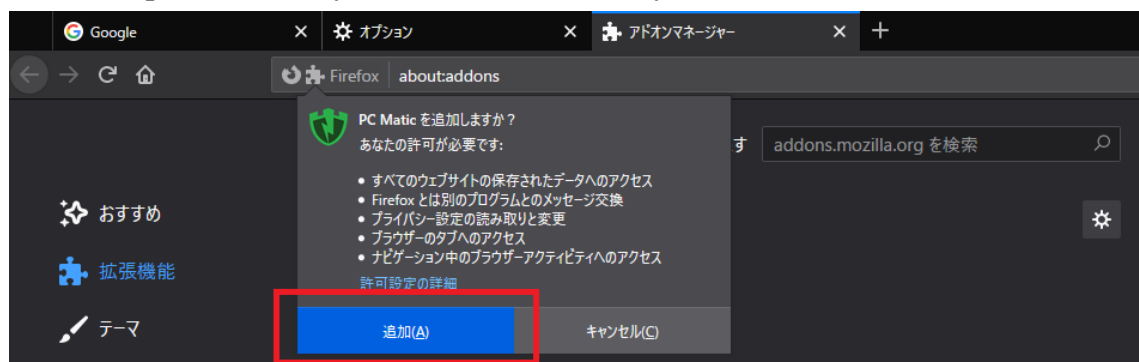 Google
オプション
アドオンマネージャー
Firefox
about:addons
PC Matic を追加しますか？
あなたの許可が必要です:
す
addons.mozilla.org を検索
• すべてのウェブサイトの保存されたデータへのアクセス
• Firefox とは別のプログラムとのメッセージ交換
• プライバシー設定の読み取りと変更
• ブラウザーのタブへのアクセス
• ナビゲーション中のブラウザーアクティビティへのアクセス
許可設定の詳細
追加(A)
キャンセル(C)
おすすめ
拡張機能
テーマ